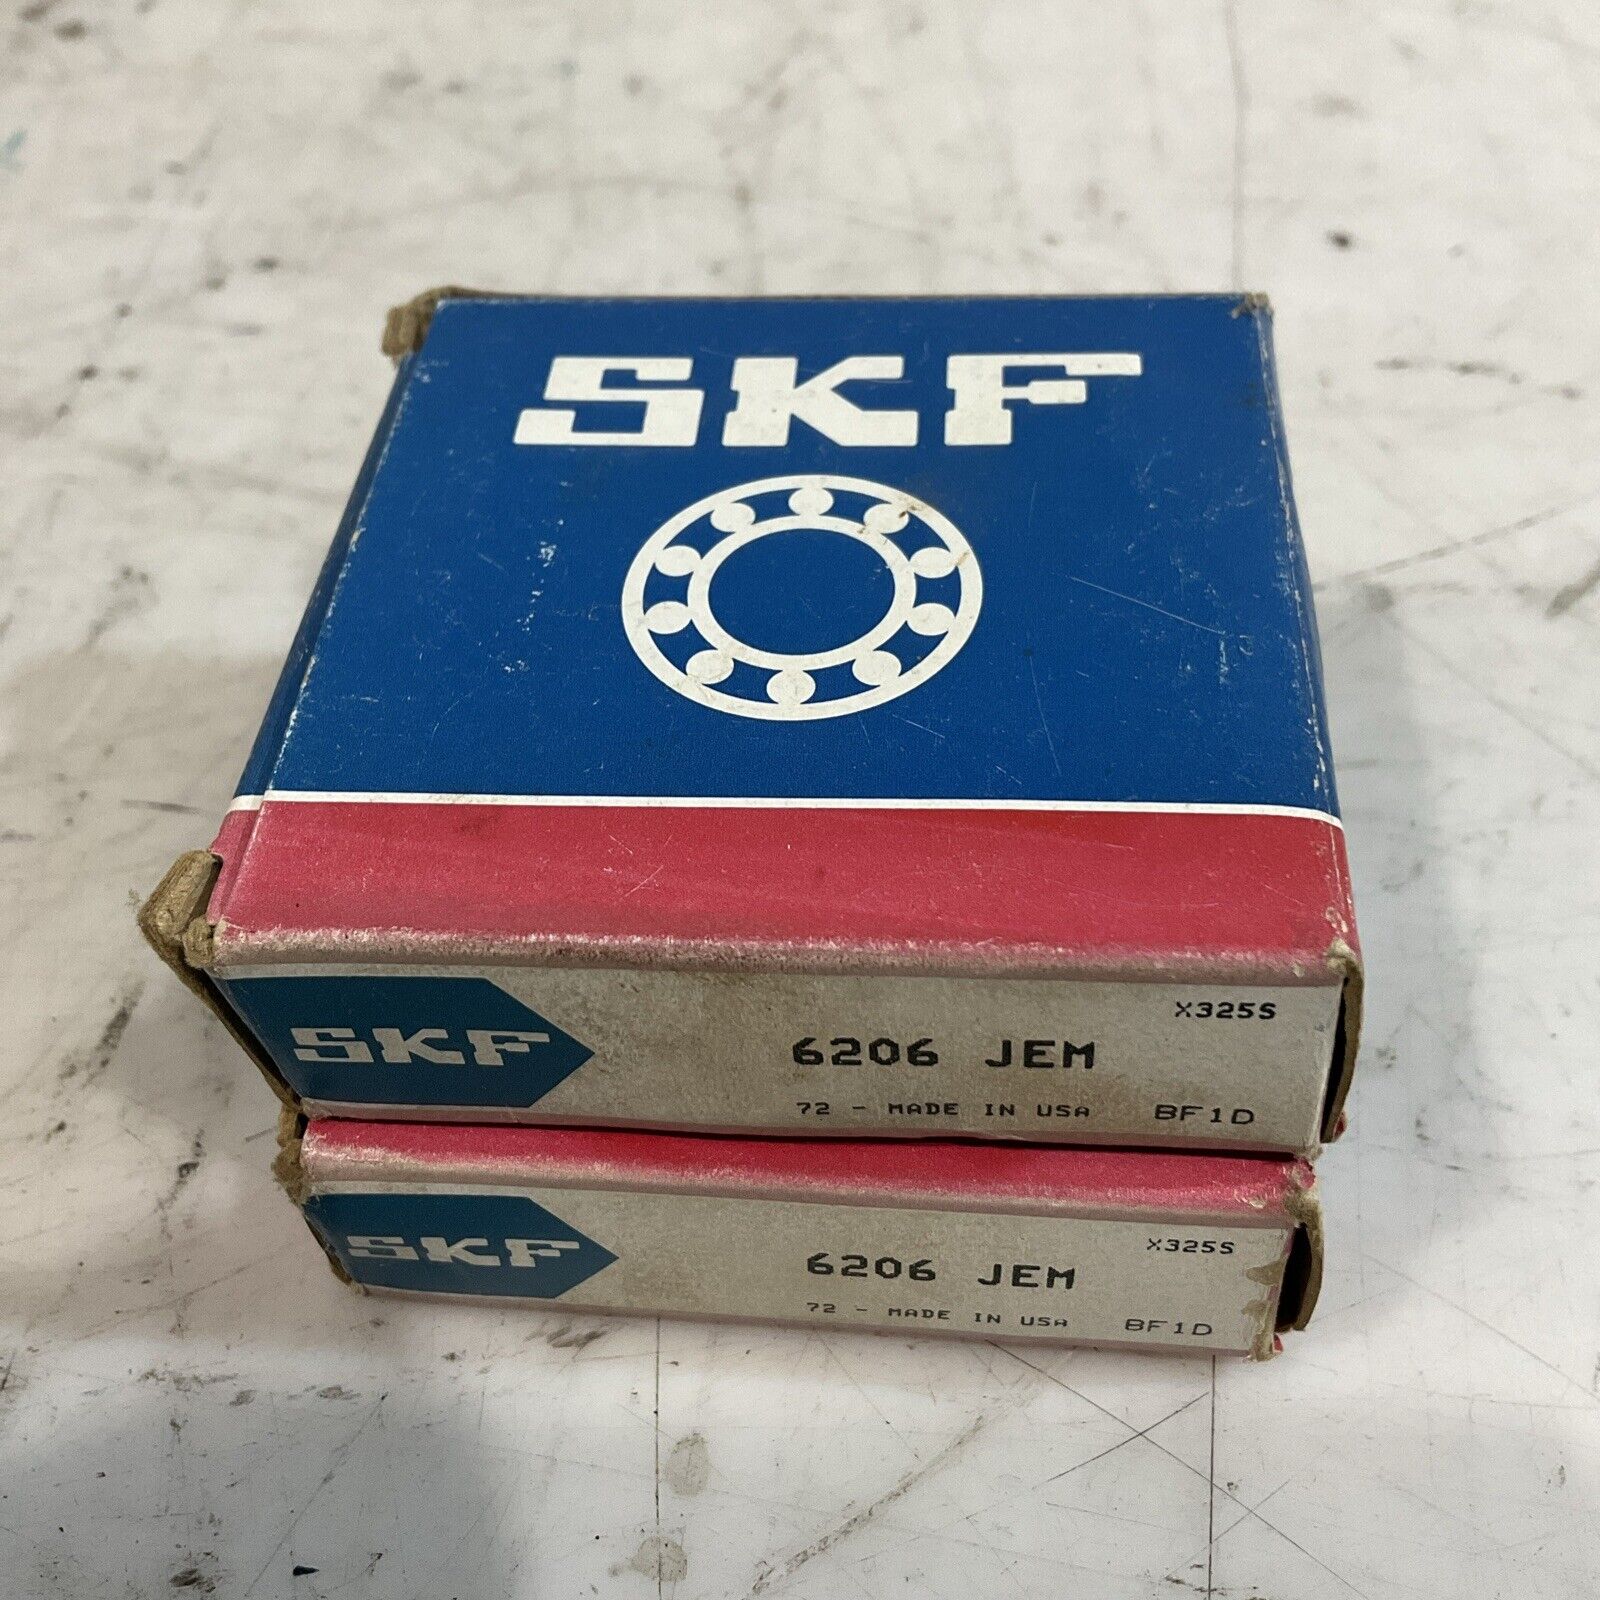 SKF
SKF
X325S
6206 JEM
72 - MADE IN USA BF1D
SKF
X325S
6206 JEM
72 - MADE IN USA BF1D